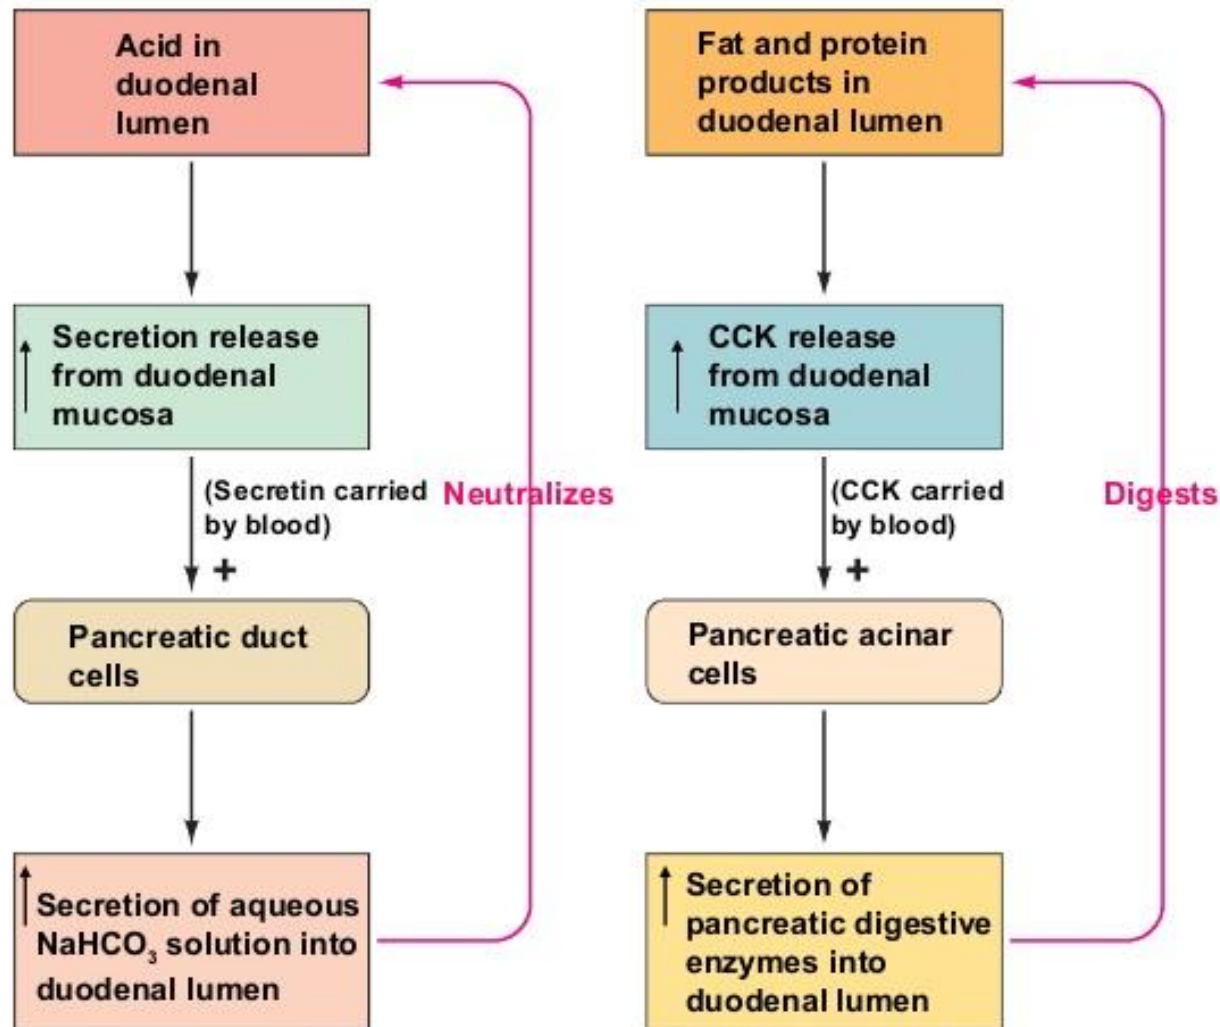 Acid in
duodenal
lumen
Secretion release
from duodenal
mucosa
(Secretin carried
by blood)
+
Neutralizes
Pancreatic duct
cells
Secretion of aqueous
NaHCO₃ solution into
duodenal lumen
Fat and protein
products in
duodenal lumen
CCK release
from duodenal
mucosa
(CCK carried
by blood)
+
Digests
Pancreatic acinar
cells
Secretion of
pancreatic digestive
enzymes into
duodenal lumen